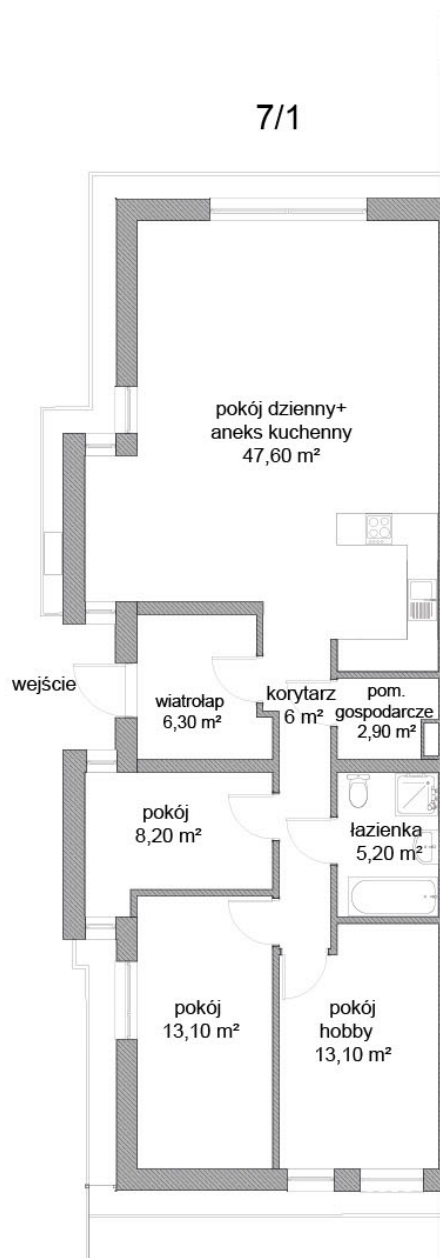 7/1
pokój dzienny+
aneks kuchenny
47,60 m²
wejście
wiatrołap
6,30 m²
korytarz
6 m²
pom.
gospodarcze
2,90 m²
pokój
8,20 m²
łazienka
5,20 m²
pokój
13,10 m²
pokój
hobby
13,10 m²